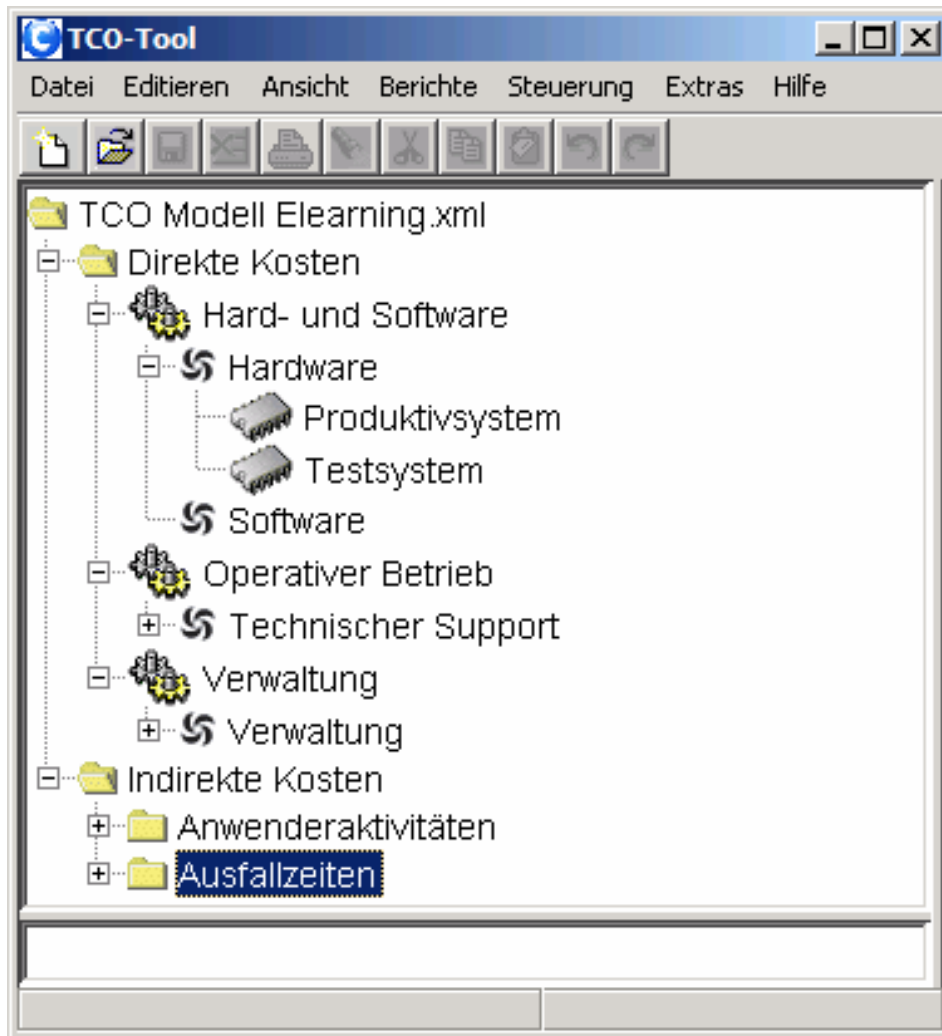 TCO-Tool
Datei Editieren Ansicht Berichte Steuerung Extras Hilfe
TCO Modell Elearning.xml
Direkte Kosten
Hard- und Software
Hardware
Produktivsystem
Testsystem
Software
Operativer Betrieb
Technischer Support
Verwaltung
Verwaltung
Indirekte Kosten
Anwenderaktivitäten
Ausfallzeiten